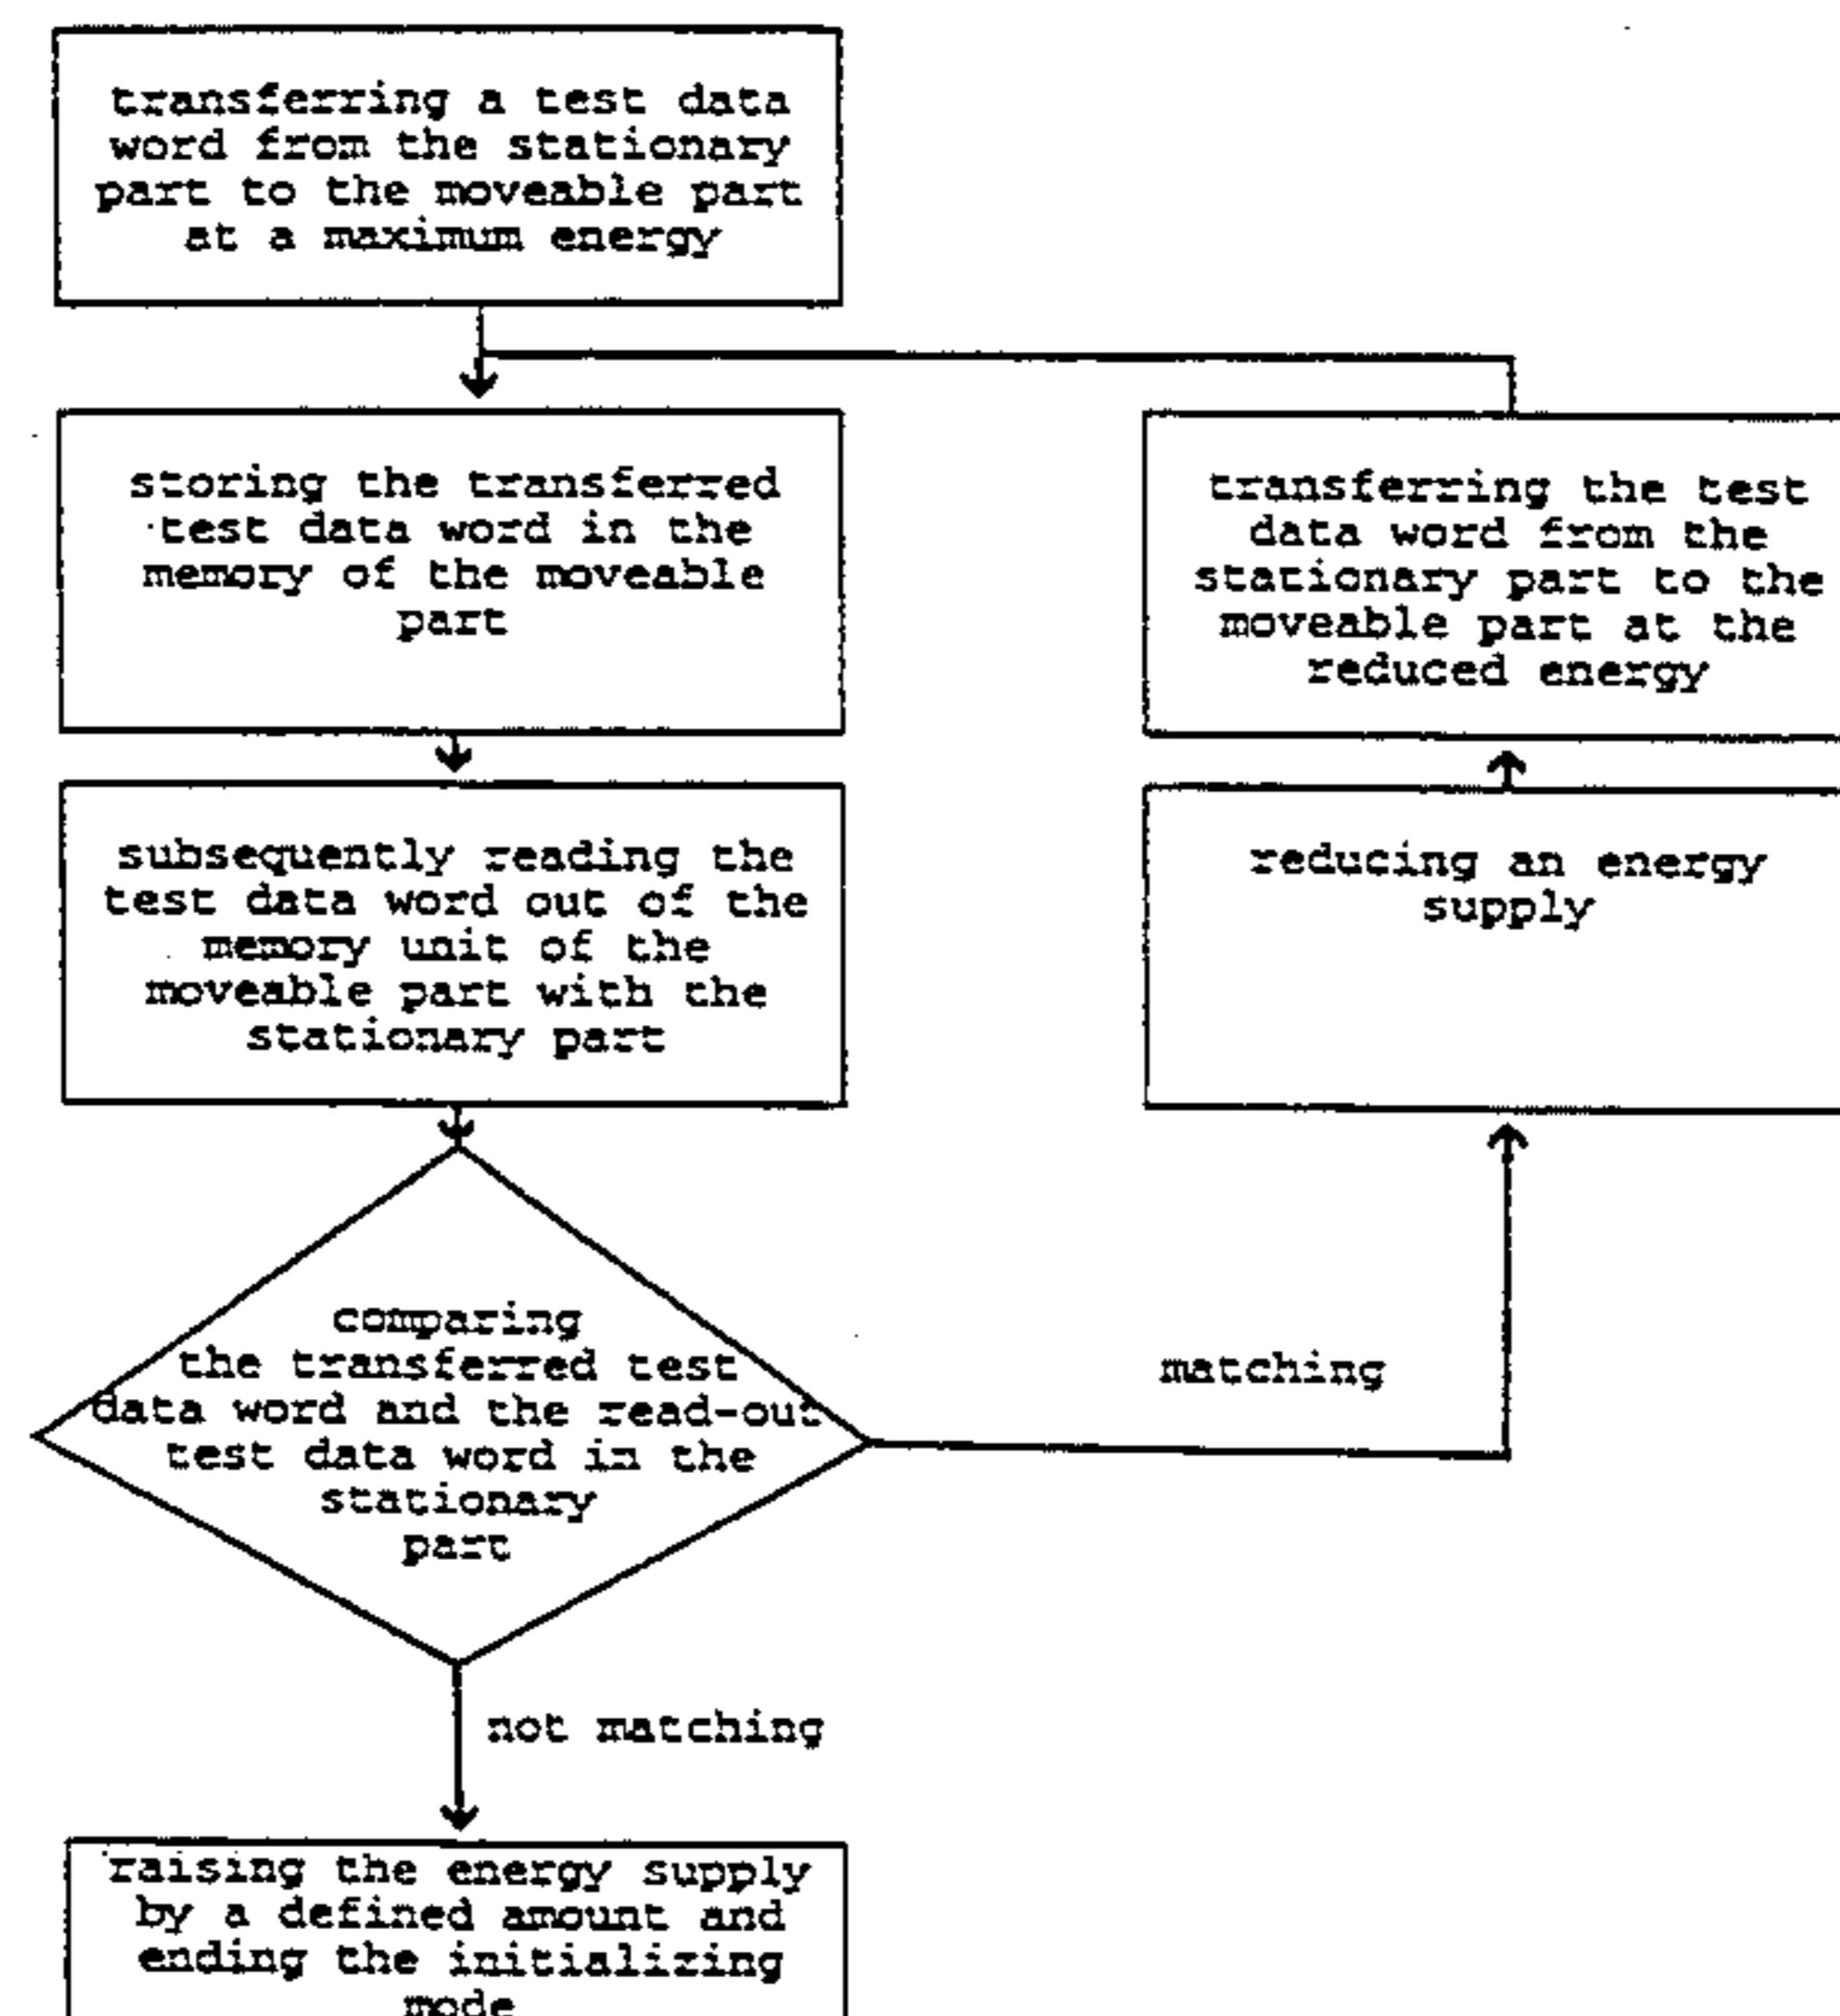 transferring a test data
word from the stationary
part to the moveable part
at a maximum energy
storing the transferred
test data word in the
memory of the moveable
part
subsequently reading the
test data word out of the
memory unit of the
moveable part with the
stationary part
comparing
the transferred test
data word and the read-out
test data word in the
stationary
part
matching
reducing an energy
supply
transferring the test
data word from the
stationary part to the
moveable part at the
reduced energy
not matching
raising the energy supply
by a defined amount and
ending the initializing
mode